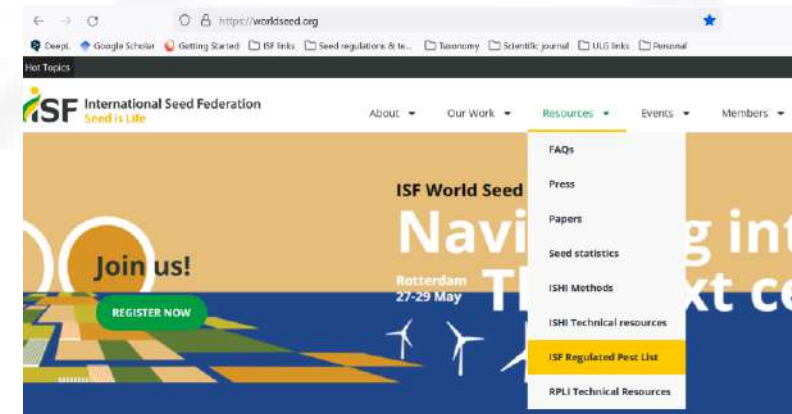 https://worldseed.org
DeepL Google Scholar Getting Started ISF links Seed regulations & te... Taxonomy Scientific journal ULG links Personal
Hot Topics
ISF International Seed Federation
Seed is Life
About Our Work Resources Events Members
FAQs
Press
Papers
Seed statistics
ISHI Methods
ISHI Technical resources
ISF Regulated Pest List
RPLI Technical Resources
ISF World Seed
Navi g int
Rotterdam
27-29 May
T xt ce
Join us!
REGISTER NOW